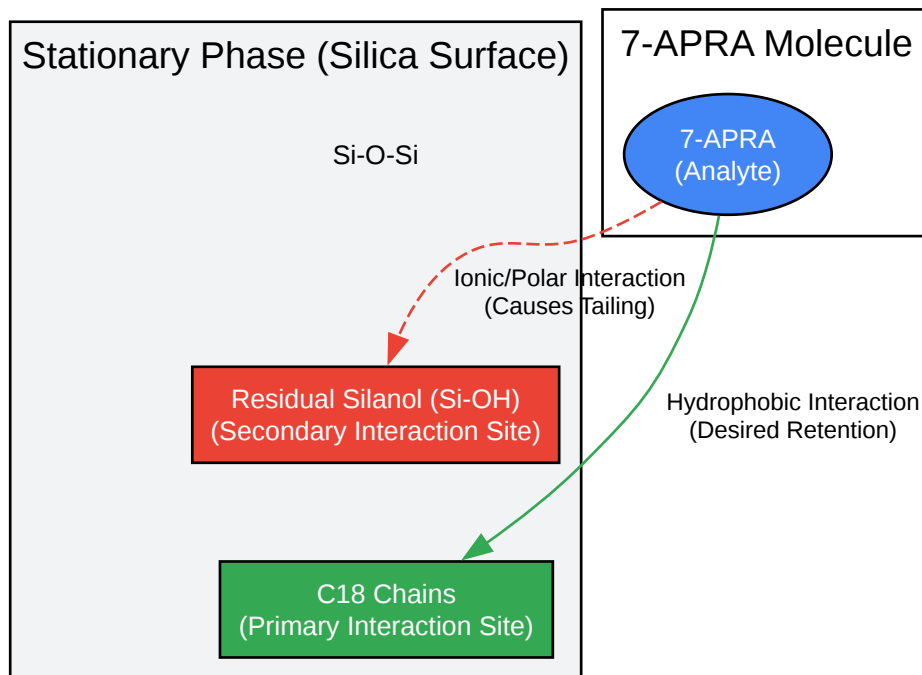 Stationary Phase (Silica Surface)
7-APRA Molecule
Si-O-Si
7-APRA
(Analyte)
Ionic/Polar Interaction
(Causes Tailing)
Residual Silanol (Si-OH)
(Secondary Interaction Site)
Hydrophobic Interaction
(Desired Retention)
C18 Chains
(Primary Interaction Site)